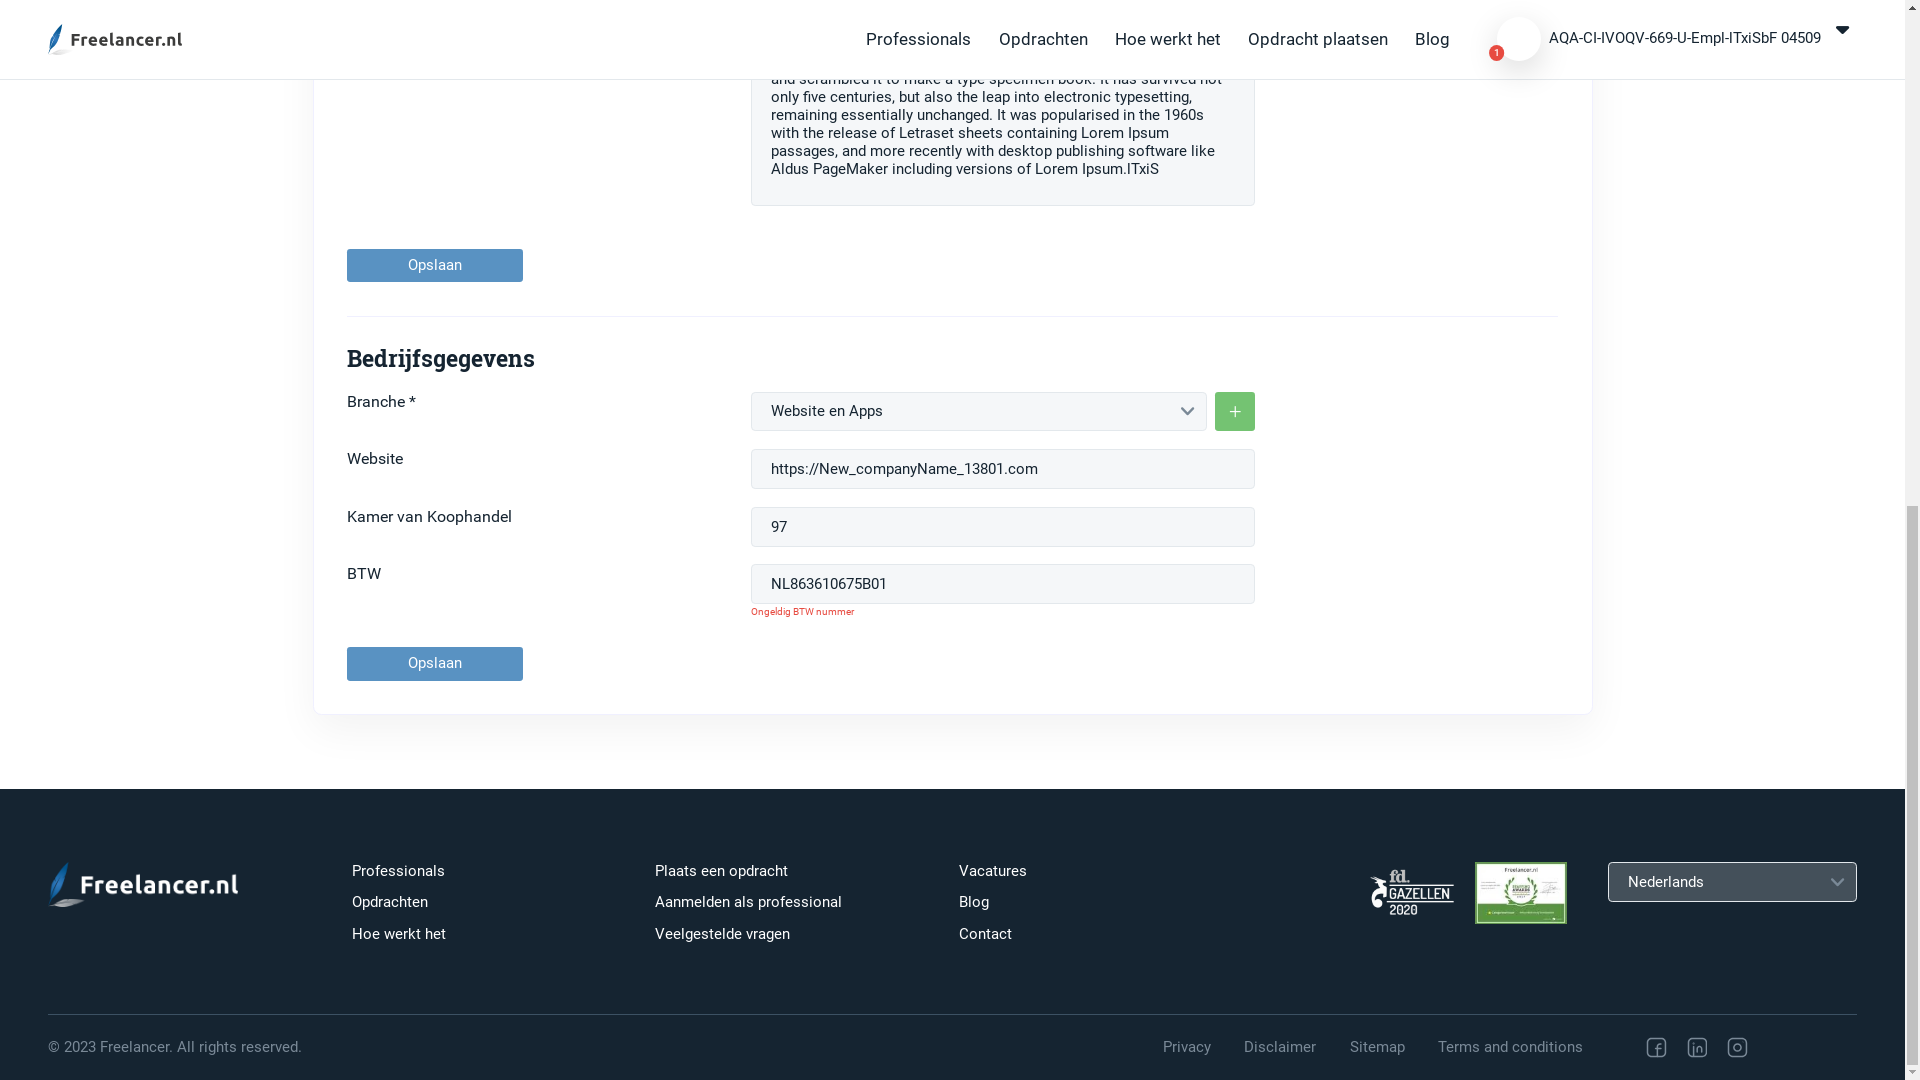 Freelancer.nl
Professionals
Opdrachten
Hoe werkt het
Opdracht plaatsen
Blog
1
AQA-CI-IVOQV-669-U-Empl-lTxiSbF 04509
and scrambled it to make a type specimen book. It has survived not
only five centuries, but also the leap into electronic typesetting,
remaining essentially unchanged. It was popularised in the 1960s
with the release of Letraset sheets containing Lorem Ipsum
passages, and more recently with desktop publishing software like
Aldus PageMaker including versions of Lorem Ipsum.lTxiS
Opslaan
Bedrijfsgegevens
Branche *
Website en Apps
+
Website
https://New_companyName_13801.com
Kamer van Koophandel
97
BTW
NL863610675B01
Ongeldig BTW nummer
Opslaan
Freelancer.nl
Professionals
Opdrachten
Hoe werkt het
Plaats een opdracht
Aanmelden als professional
Veelgestelde vragen
Vacatures
Blog
Contact
fd.
GAZELLEN
2020
Freelancer.nl
Nederlands
© 2023 Freelancer. All rights reserved.
Privacy
Disclaimer
Sitemap
Terms and conditions